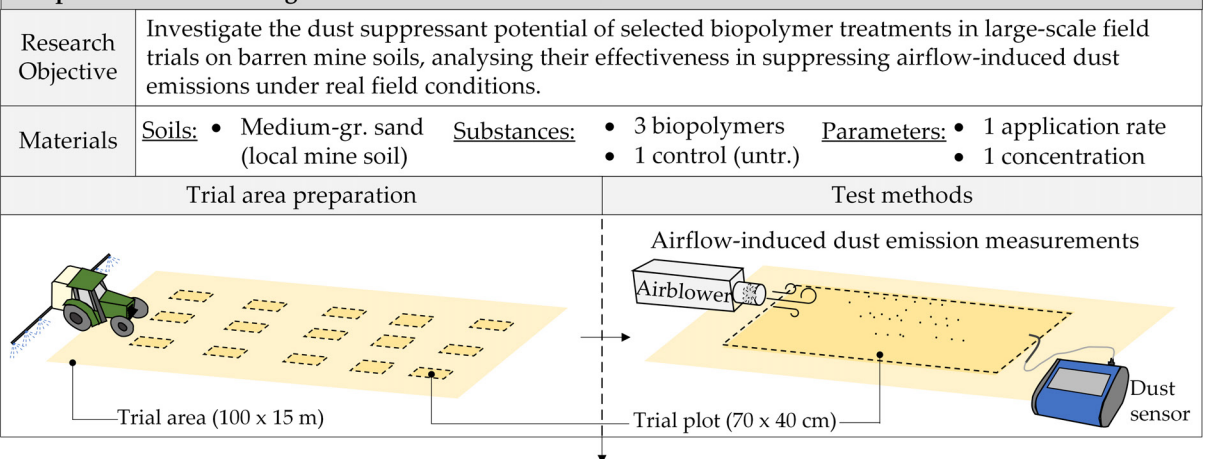 Research
Objective
Investigate the dust suppressant potential of selected biopolymer treatments in large-scale field
trials on barren mine soils, analysing their effectiveness in suppressing airflow-induced dust
emissions under real field conditions.
Materials
Soils: • Medium-gr. sand
(local mine soil)
Substances: • 3 biopolymers
• 1 control (untr.)
Parameters: • 1 application rate
• 1 concentration
Trial area preparation
Test methods
Airflow-induced dust emission measurements
Airblower
Dust
sensor
Trial area (100 x 15 m)
Trial plot (70 x 40 cm)